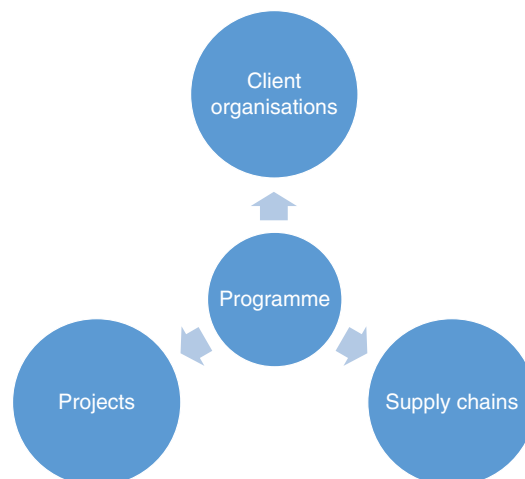 Client
organisations
Programme
Projects
Supply chains